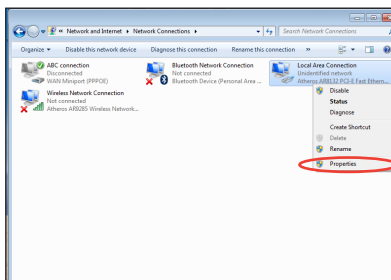 Network and Internet
Network Connections
Search Network Connections
Organize
Disable this network device
Diagnose this connection
Rename this connection
»
ABC connection
Disconnected
WAN Miniport (PPPOE)
Bluetooth Network Connection
Not connected
Bluetooth Device (Personal Area ...
Local Area Connection
Unidentified network
Atheros AR8132 PCI-E Fast Ethern...
Wireless Network Connection
Not connected
Atheros AR9285 Wireless Network...
Disable
Status
Diagnose
Create Shortcut
Delete
Rename
Properties